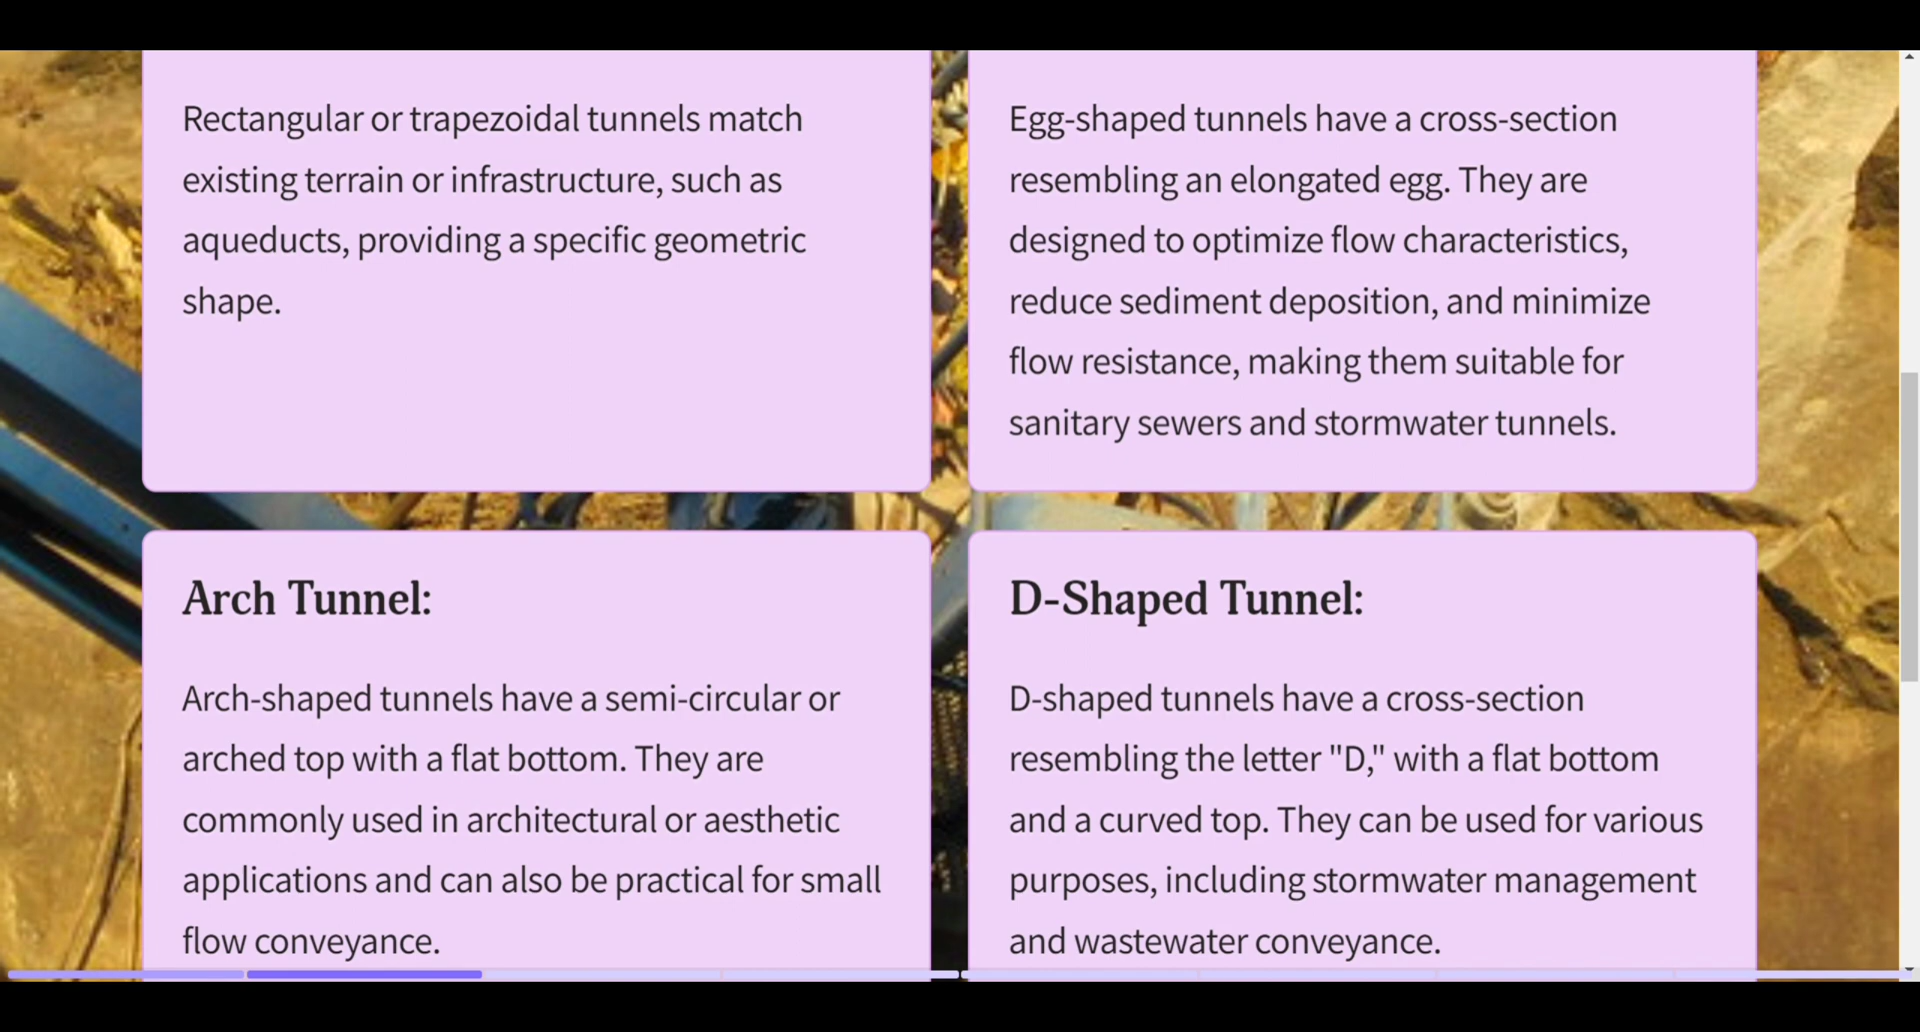 Rectangular or trapezoidal tunnels match
existing terrain or infrastructure, such as
aqueducts, providing a specific geometric
shape.
Egg-shaped tunnels have a cross-section
resembling an elongated egg. They are
designed to optimize flow characteristics,
reduce sediment deposition, and minimize
flow resistance, making them suitable for
sanitary sewers and stormwater tunnels.
Arch Tunnel:
Arch-shaped tunnels have a semi-circular or
arched top with a flat bottom. They are
commonly used in architectural or aesthetic
applications and can also be practical for small
flow conveyance.
D-Shaped Tunnel:
D-shaped tunnels have a cross-section
resembling the letter "D," with a flat bottom
and a curved top. They can be used for various
purposes, including stormwater management
and wastewater conveyance.